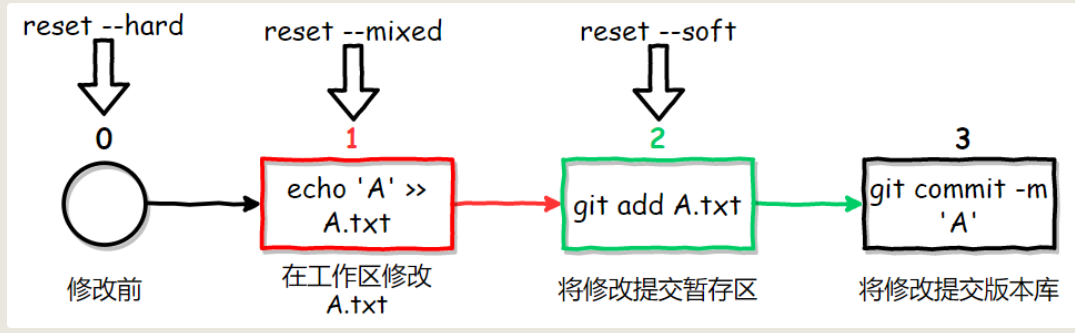 reset --hard
reset --mixed
reset --soft
0
1
2
3
echo 'A' >>
A.txt
git add A.txt
git commit -m
'A'
修改前
在工作区修改
A.txt
将修改提交暂存区
将修改提交版本库